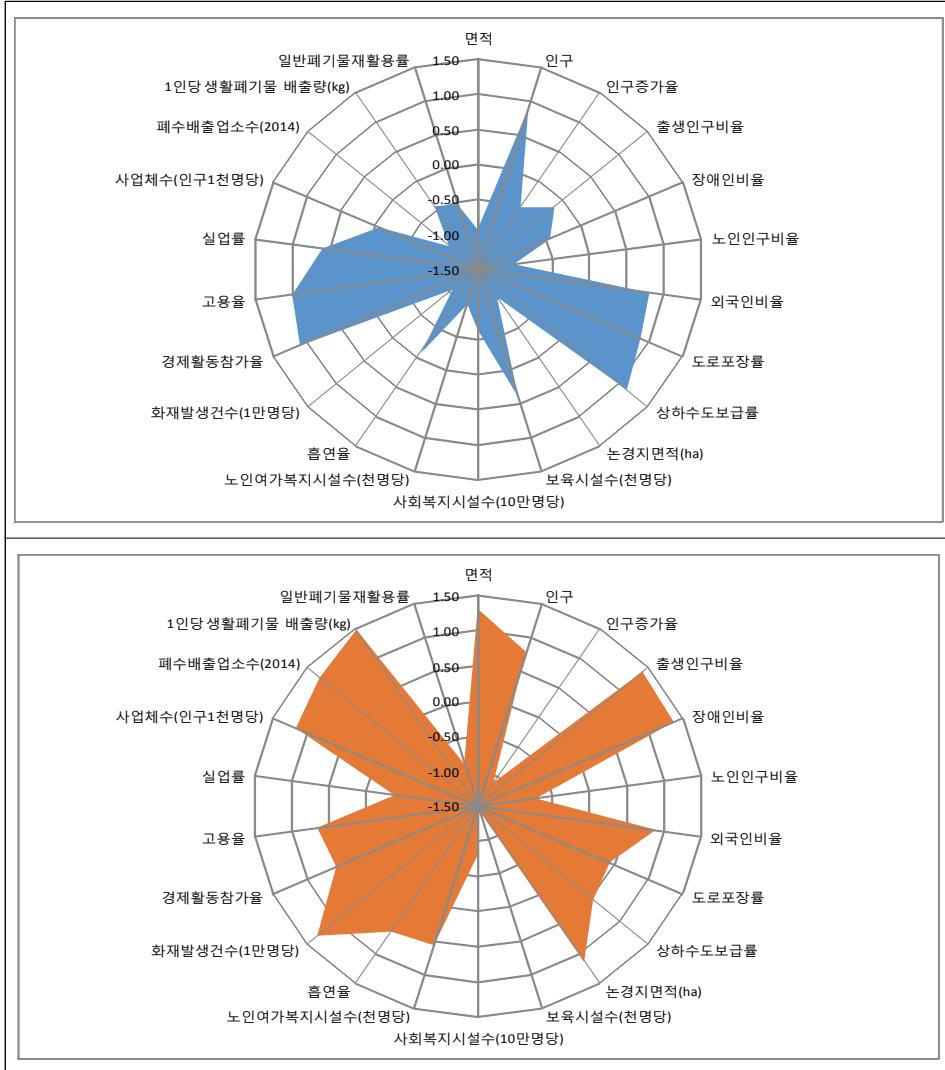 면적
일반폐기물재활용률
1.50
인구
1인당 생활폐기물 배출량(kg)
1.00
인구증가율
폐수배출업소수(2014)
0.50
출생인구비율
사업체수(인구1천명당)
0.00
장애인비율
-0.50
실업률
-1.00
노인인구비율
-1.50
고용율
외국인비율
경제활동참가율
도로포장률
화재발생건수(1만명당)
상하수도보급률
흡연율
논경지면적(ha)
노인여가복지시설수(천명당)
보육시설수(천명당)
사회복지시설수(10만명당)
면적
일반폐기물재활용률
1.50
인구
1인당 생활폐기물 배출량(kg)
1.00
인구증가율
폐수배출업소수(2014)
0.50
출생인구비율
사업체수(인구1천명당)
0.00
장애인비율
-0.50
실업률
-1.00
노인인구비율
-1.50
고용율
외국인비율
경제활동참가율
도로포장률
화재발생건수(1만명당)
상하수도보급률
흡연율
논경지면적(ha)
노인여가복지시설수(천명당)
보육시설수(천명당)
사회복지시설수(10만명당)